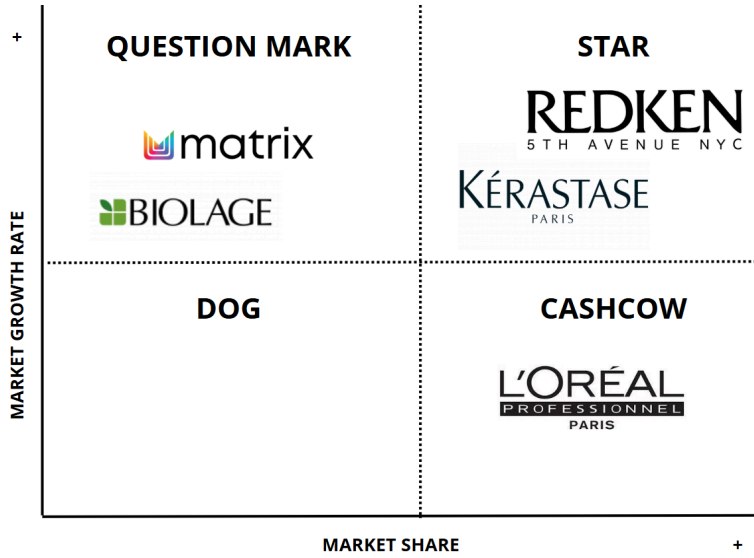 +
QUESTION MARK
STAR
matrix
BIOLAGE
REDKEN
5TH AVENUE NYC
KÉRASTASE
PARIS
MARKET GROWTH RATE
DOG
CASHCOW
L'ORÉAL
PROFESSIONNEL
PARIS
MARKET SHARE
+